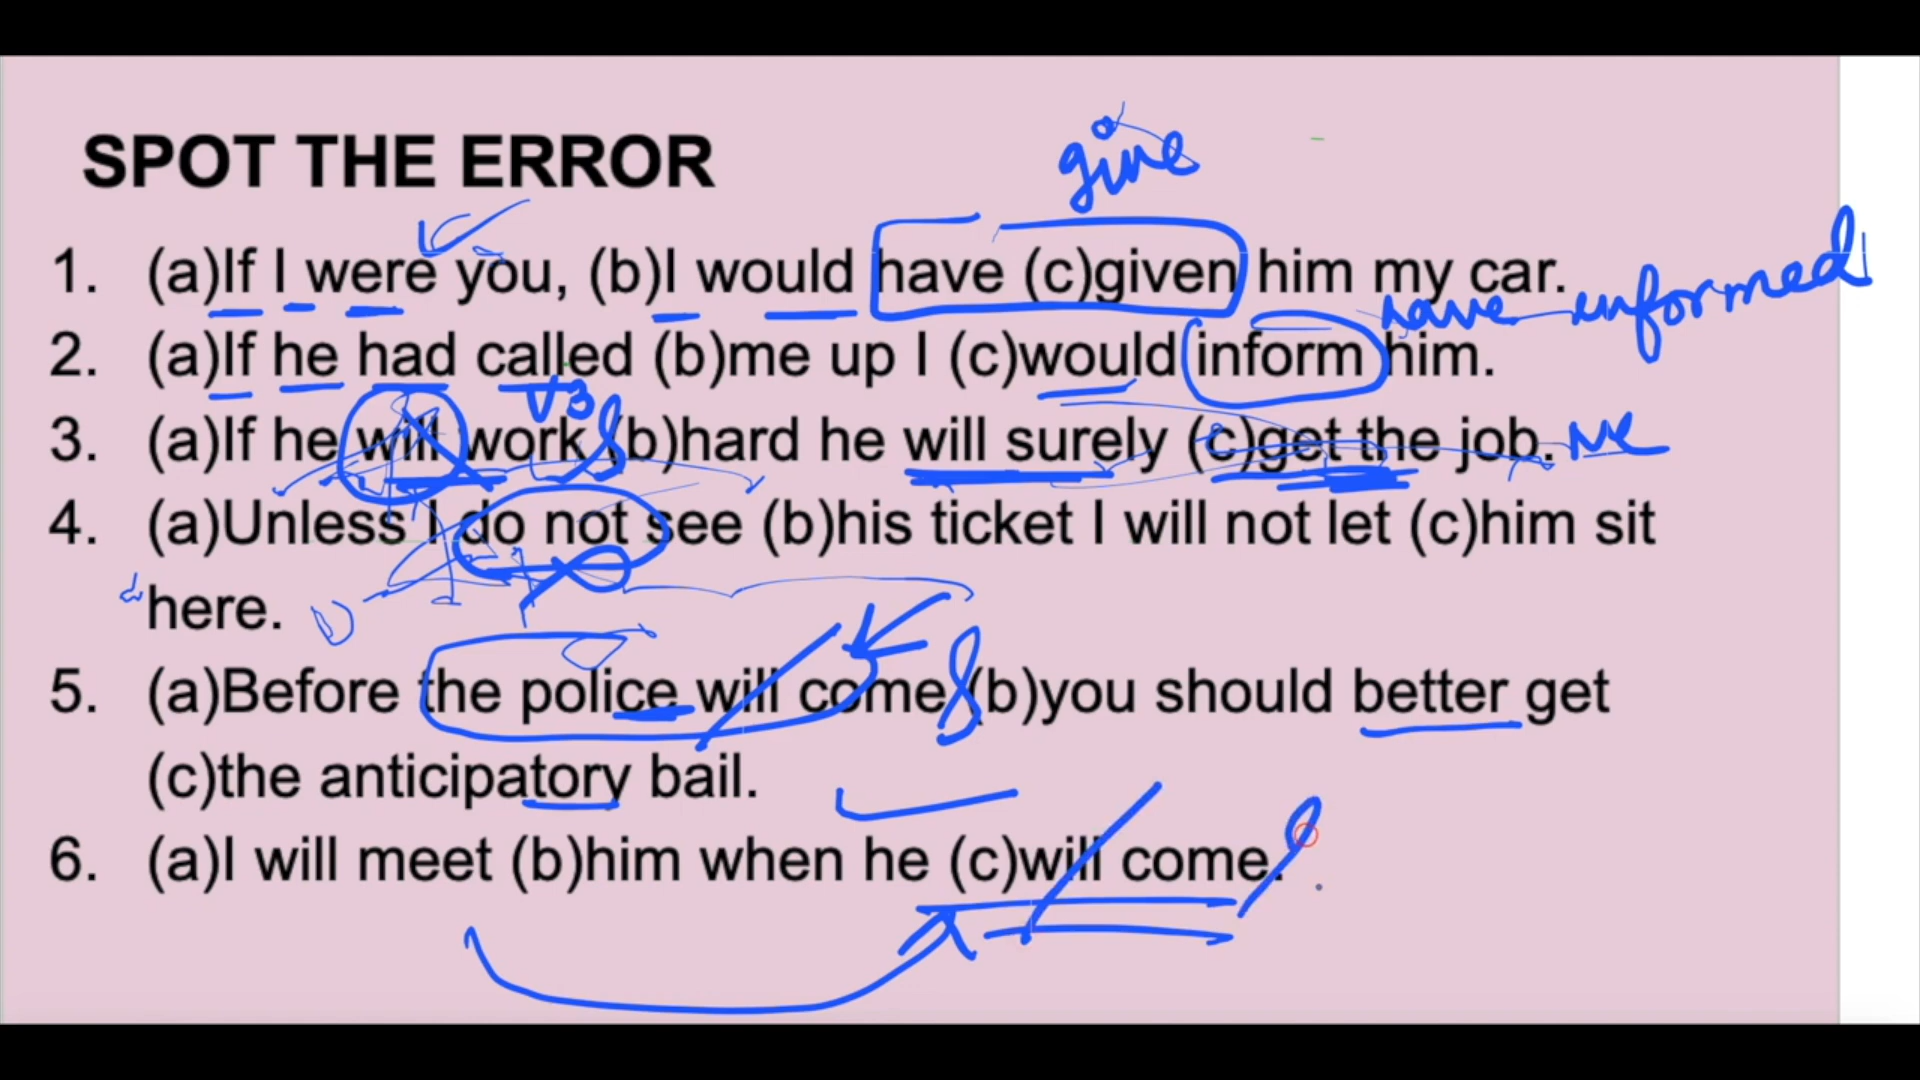 SPOT THE ERROR
give
1. (a)If I were you, (b)I would have (c)given him my car.
have informed
2. (a)If he had called (b)me up I (c)would inform him.
V3
3. (a)If he will work (b)hard he will surely (c)get the job.
s
4. (a)Unless I do not see (b)his ticket I will not let (c)him sit
here.
5. (a)Before the police will come (b)you should better get
s
(c)the anticipatory bail.
6. (a)I will meet (b)him when he (c)will come.